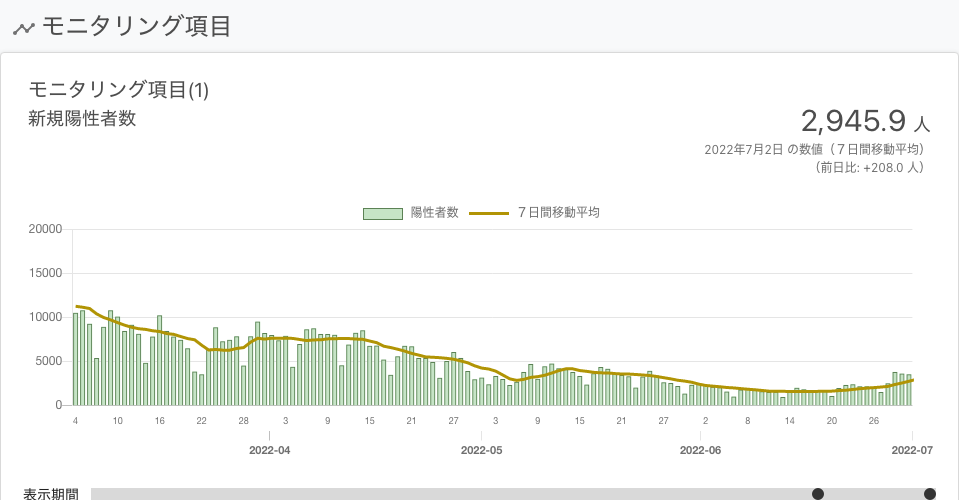 モニタリング項目
モニタリング項目(1)
新規陽性者数
2,945.9 人
2022年7月2日 の数値（７日間移動平均）
（前日比: +208.0 人）
陽性者数 ７日間移動平均
20000
15000
10000
5000
0
4 10 16 22 28 3 9 15 21 27 3 9 15 21 27 2 8 14 20 26
2022-04 2022-05 2022-06 2022-07
表示期間